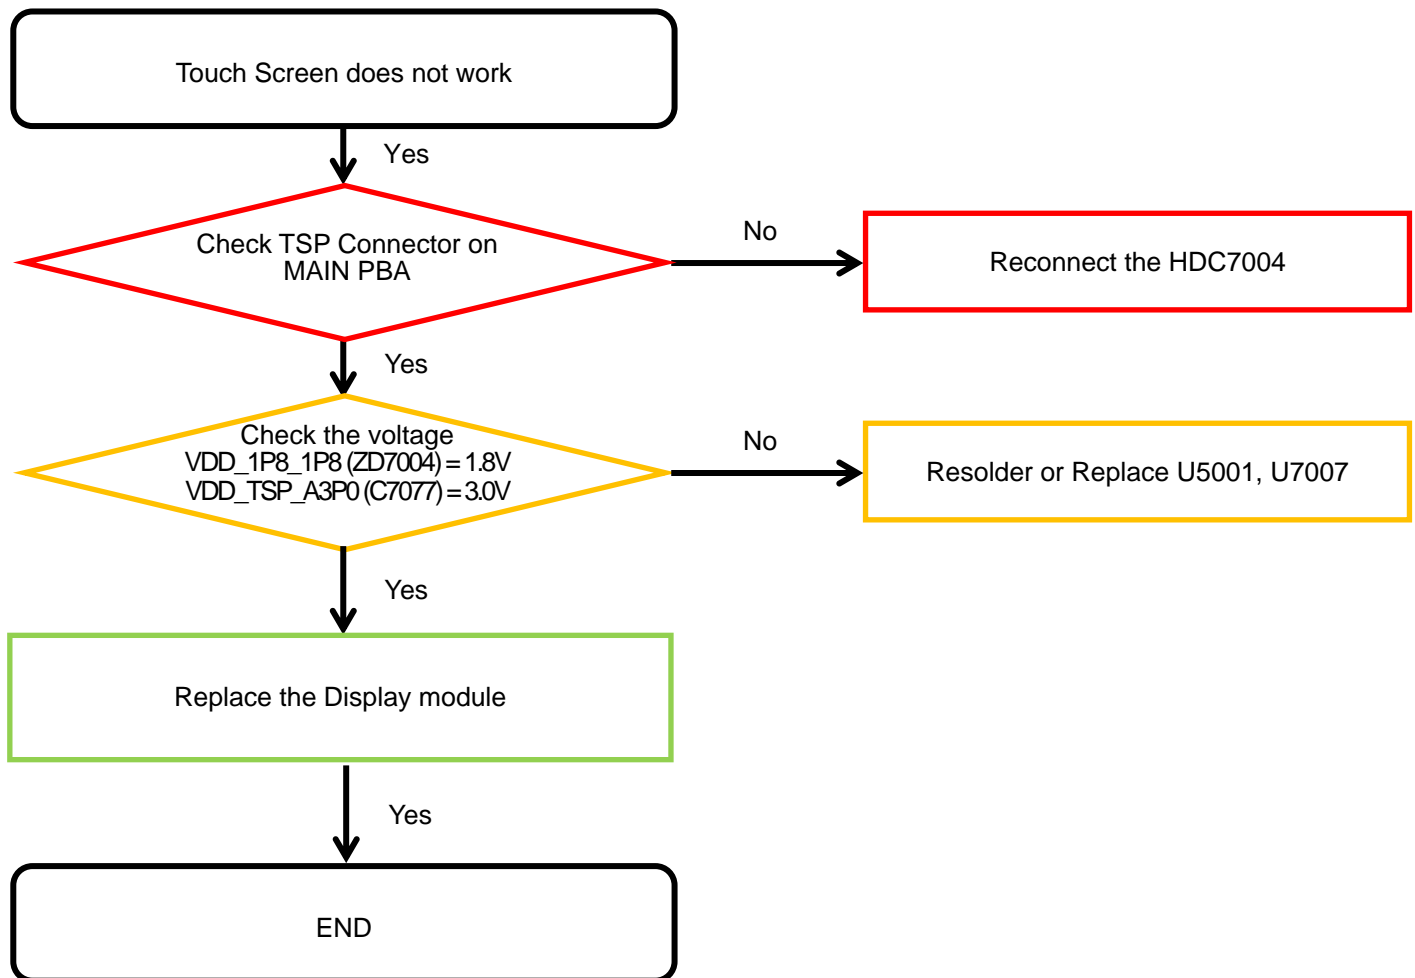 Touch Screen does not work
Yes
Check TSP Connector on
MAIN PBA
No
Reconnect the HDC7004
Yes
Check the voltage
VDD_1P8_1P8 (ZD7004) = 1.8V
VDD_TSP_A3P0 (C7077) = 3.0V
No
Resolder or Replace U5001, U7007
Yes
Replace the Display module
Yes
END